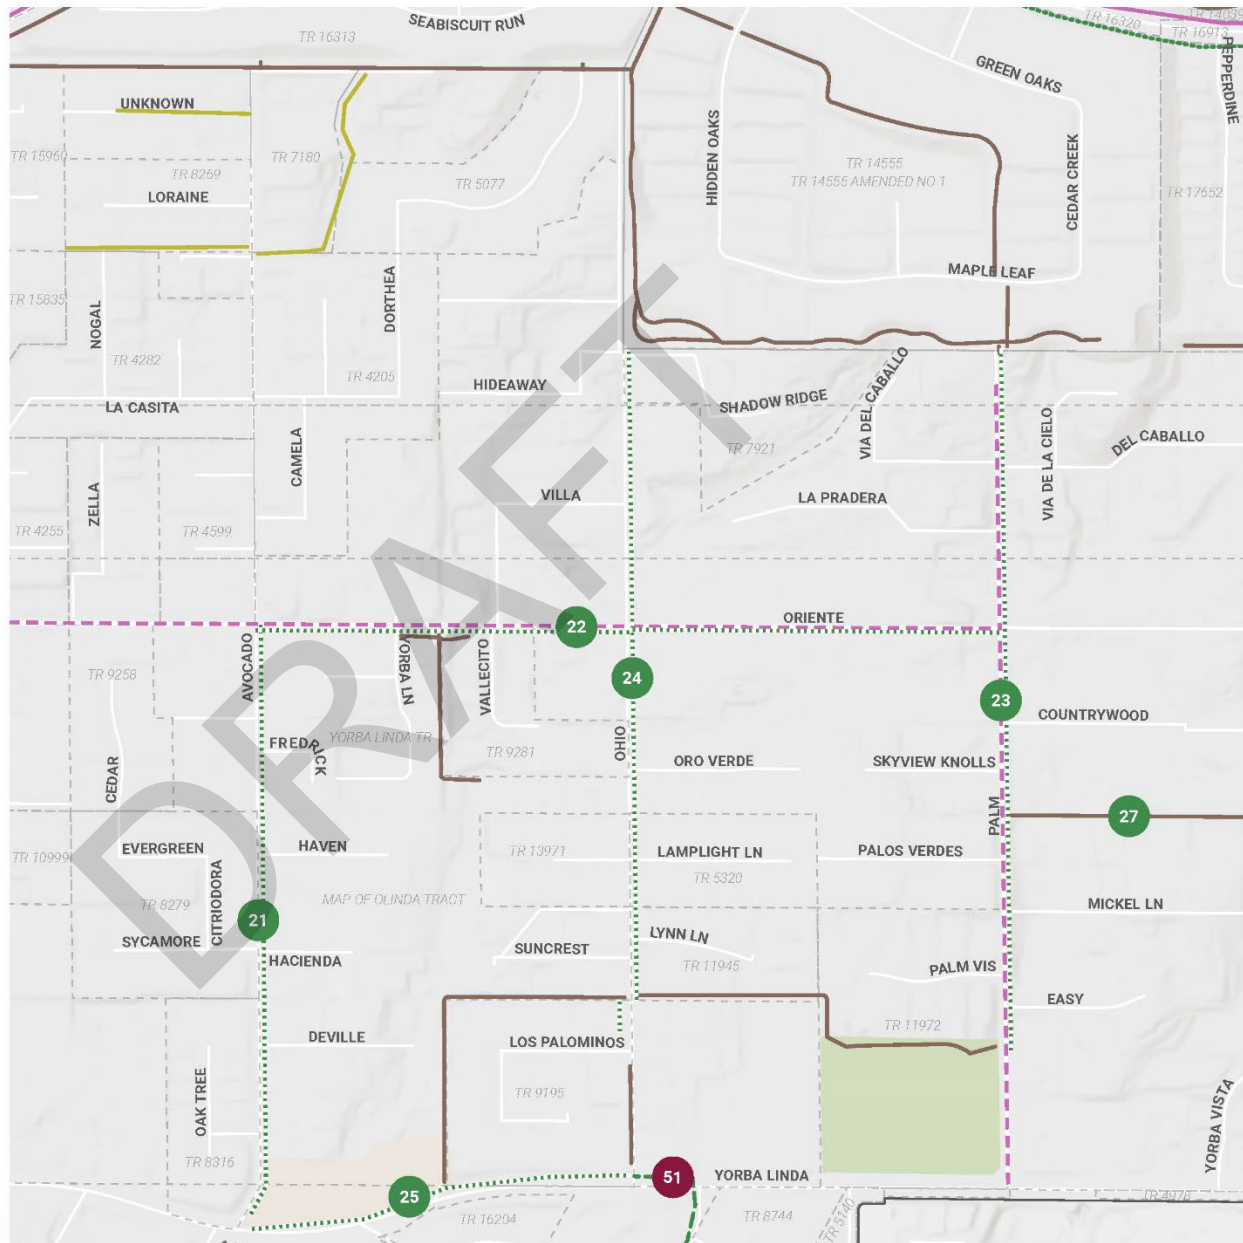 SEABISCUIT RUN
TR 16313
TR 16320
TR 14039
TR 16913
PEPPERDINE
GREEN OAKS
UNKNOWN
HIDDEN OAKS
CEDAR CREEK
TR 15960
TR 8269
TR 7180
TR 5077
TR 14555
TR 14555 AMENDED NO 1
TR 17652
LORAINE
DORTHEA
MAPLE LEAF
TR 15835
NOGAL
TR 4282
TR 4205
HIDEAWAY
LA CASITA
SHADOW RIDGE
VIA DEL CABALLO
VIA DE LA CIELO
DEL CABALLO
TR 7921
CAMELA
ZELLA
VILLA
LA PRADERA
TR 4255
TR 4599
DRAFT
22
ORIENTE
AVOCADO
YORBA LN
VALLECITO
24
23
TR 9258
COUNTRYWOOD
OHIO
FREDRICK
YORBA LINDA TR
TR 9281
ORO VERDE
SKYVIEW KNOLLS
CEDAR
PALM
27
EVERGREEN
HAVEN
TR 10999
TR 13971
LAMPLIGHT LN
PALOS VERDES
TR 5320
CITRIODORA
TR 8279
MAP OF OLINDA TRACT
MICKEL LN
21
SYCAMORE
HACIENDA
SUNCREST
LYNN LN
TR 11945
PALM VIS
EASY
TR 11972
DEVILLE
LOS PALOMINOS
OAK TREE
TR 9195
YORBA VISTA
TR 8316
51
YORBA LINDA
25
TR 16204
TR 8744
TR 5140
TR 4978